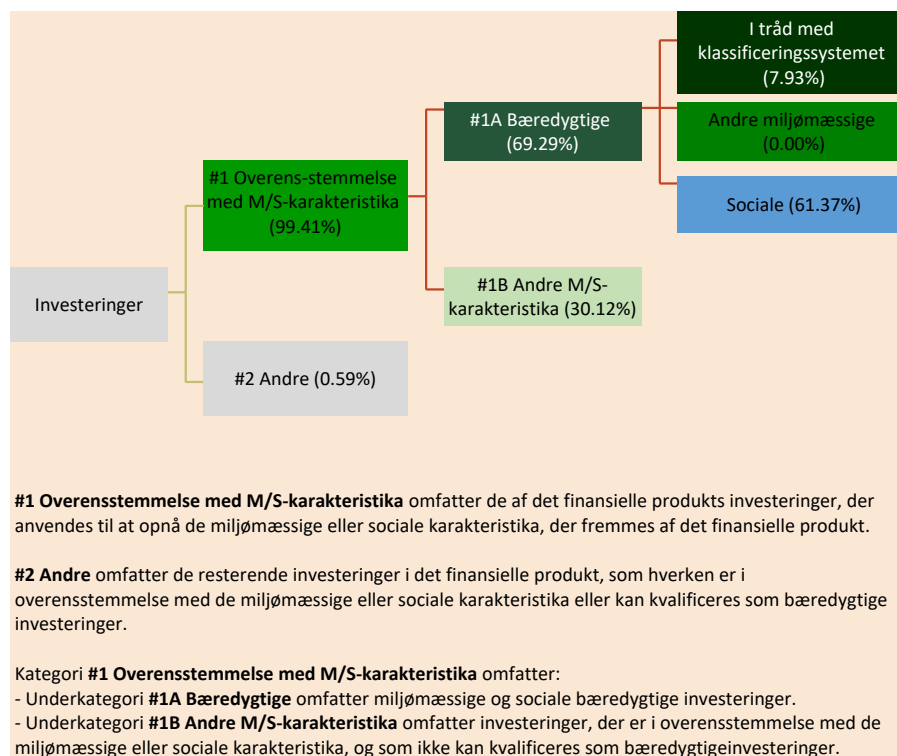 I tråd med
klassificeringssystemet
(7.93%)
#1A Bæredygtige
(69.29%)
Andre miljømæssige
(0.00%)
#1 Overens-stemmelse
med M/S-karakteristika
(99.41%)
Sociale (61.37%)
Investeringer
#1B Andre M/S-
karakteristika (30.12%)
#2 Andre (0.59%)
#1 Overensstemmelse med M/S-karakteristika omfatter de af det finansielle produkts investeringer, der
anvendes til at opnå de miljømæssige eller sociale karakteristika, der fremmes af det finansielle produkt.
#2 Andre omfatter de resterende investeringer i det finansielle produkt, som hverken er i
overensstemmelse med de miljømæssige eller sociale karakteristika eller kan kvalificeres som bæredygtige
investeringer.
Kategori #1 Overensstemmelse med M/S-karakteristika omfatter:
- Underkategori #1A Bæredygtige omfatter miljømæssige og sociale bæredygtige investeringer.
- Underkategori #1B Andre M/S-karakteristika omfatter investeringer, der er i overensstemmelse med de
miljømæssige eller sociale karakteristika, og som ikke kan kvalificeres som bæredygtigeinvesteringer.